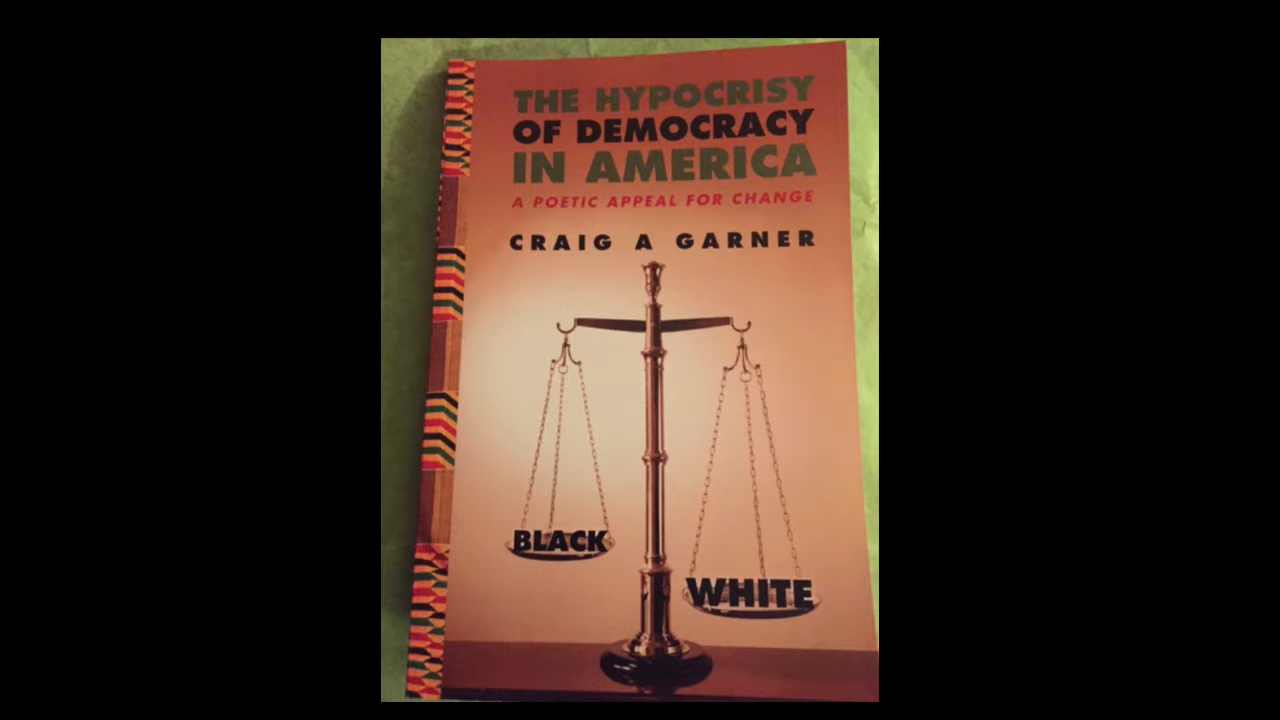 THE HYPOCRISY
OF DEMOCRACY
IN AMERICA
A POETIC APPEAL FOR CHANGE
CRAIG A GARNER
BLACK
WHITE